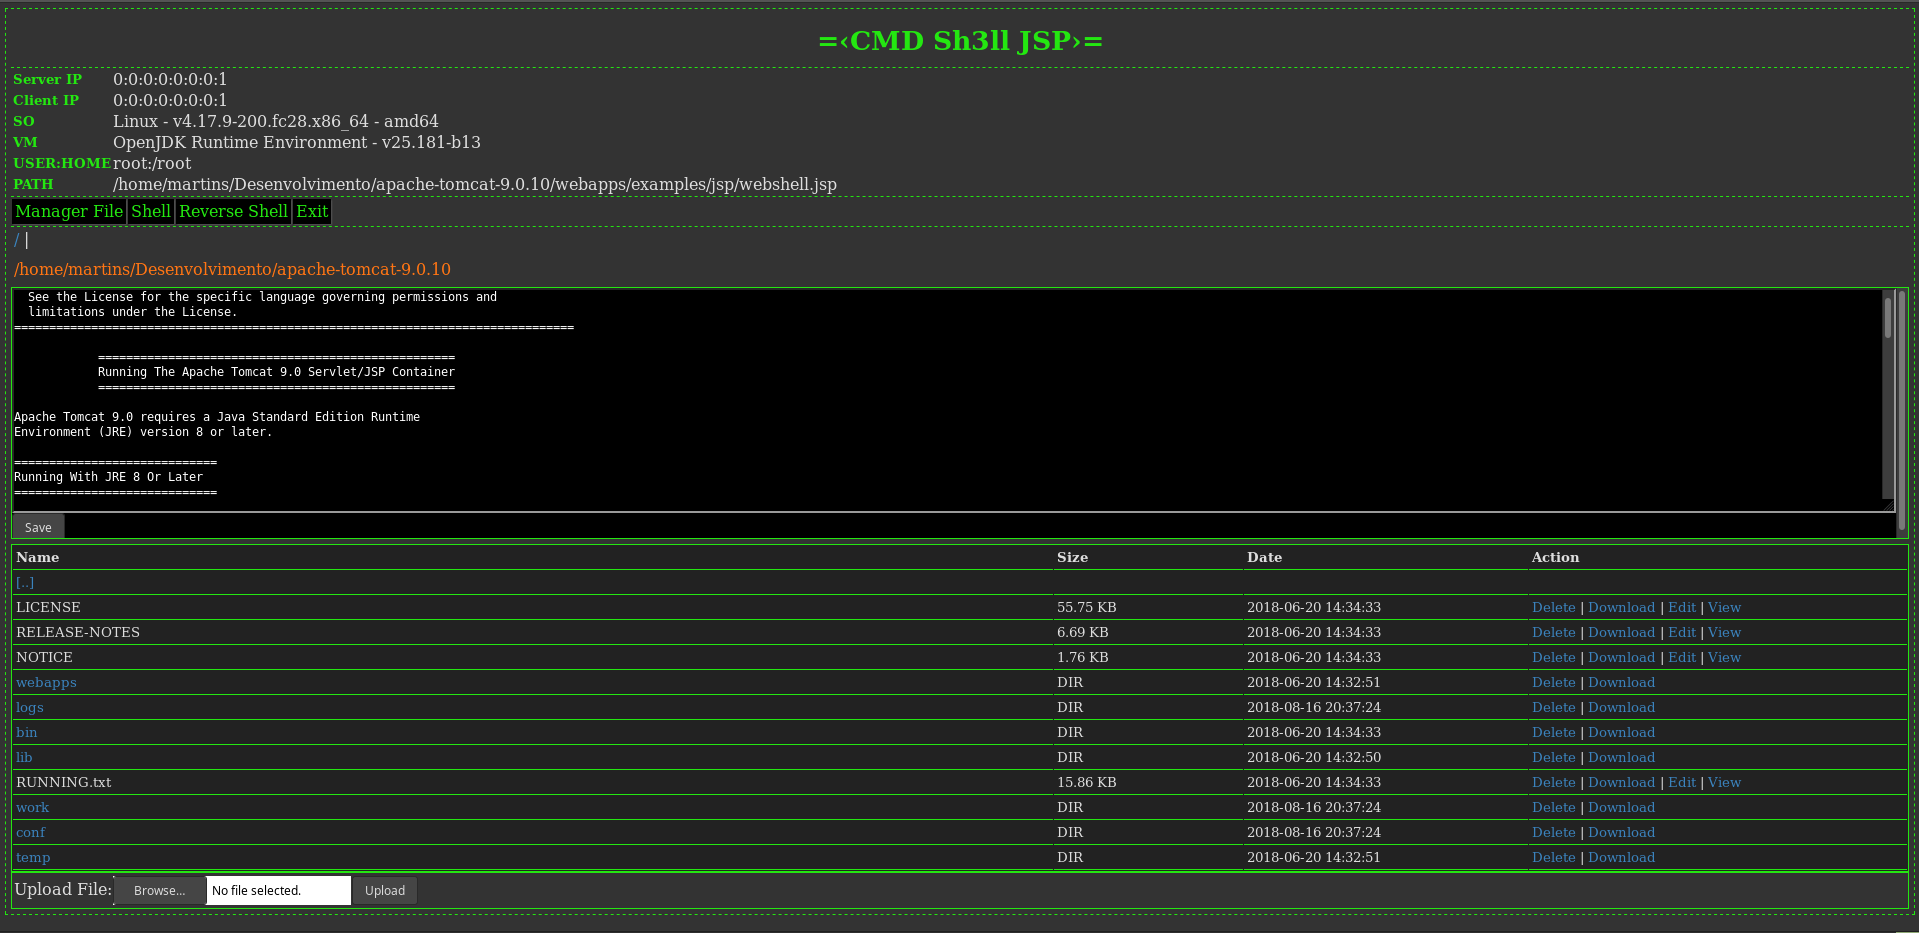 =‹CMD Sh3ll JSP›=
Server IP 0:0:0:0:0:0:0:1
Client IP 0:0:0:0:0:0:0:1
SO Linux - v4.17.9-200.fc28.x86_64 - amd64
VM OpenJDK Runtime Environment - v25.181-b13
USER:HOME root:/root
PATH /home/martins/Desenvolvimento/apache-tomcat-9.0.10/webapps/examples/jsp/webshell.jsp
Manager File Shell Reverse Shell Exit
/ |
/home/martins/Desenvolvimento/apache-tomcat-9.0.10
See the License for the specific language governing permissions and
limitations under the License.
================================================================================
===================================================
Running The Apache Tomcat 9.0 Servlet/JSP Container
===================================================
Apache Tomcat 9.0 requires a Java Standard Edition Runtime
Environment (JRE) version 8 or later.
=============================
Running With JRE 8 Or Later
=============================
Save
Name Size Date Action
[..]
LICENSE 55.75 KB 2018-06-20 14:34:33 Delete | Download | Edit | View
RELEASE-NOTES 6.69 KB 2018-06-20 14:34:33 Delete | Download | Edit | View
NOTICE 1.76 KB 2018-06-20 14:34:33 Delete | Download | Edit | View
webapps DIR 2018-06-20 14:32:51 Delete | Download
logs DIR 2018-08-16 20:37:24 Delete | Download
bin DIR 2018-06-20 14:34:33 Delete | Download
lib DIR 2018-06-20 14:32:50 Delete | Download
RUNNING.txt 15.86 KB 2018-06-20 14:34:33 Delete | Download | Edit | View
work DIR 2018-08-16 20:37:24 Delete | Download
conf DIR 2018-08-16 20:37:24 Delete | Download
temp DIR 2018-06-20 14:32:51 Delete | Download
Upload File: Browse... No file selected. Upload